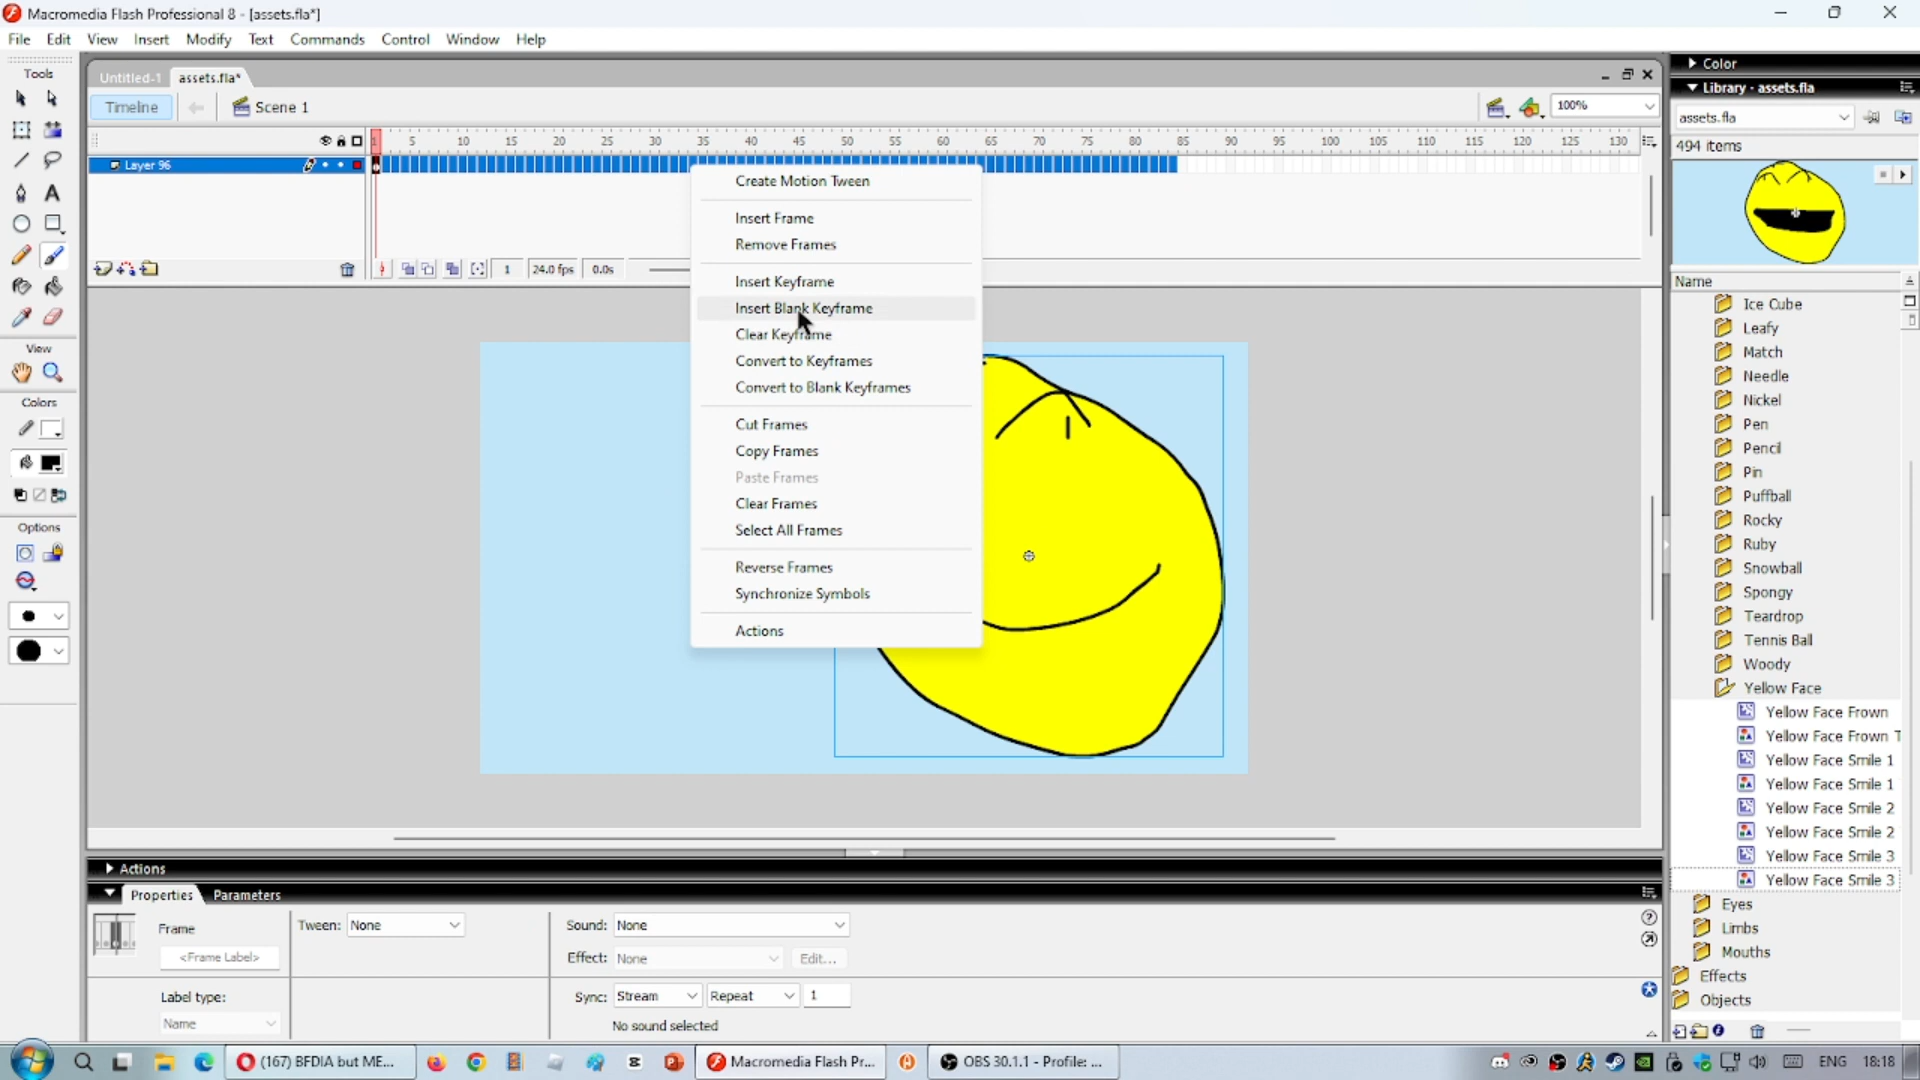 Macromedia Flash Professional 8 - [assets.fla*]
File Edit View Insert Modify Text Commands Control Window Help
Tools
Untitled-1 assets.fla*
Timeline Scene 1 100%
1 5 10 15 20 25 30 35 40 45 50 55 60 65 70 75 80 85 90 95 100 105 110 115 120 125 130
Layer 96
1 24.0 fps 0.0s
Create Motion Tween
Insert Frame
Remove Frames
Insert Keyframe
Insert Blank Keyframe
Clear Keyframe
Convert to Keyframes
Convert to Blank Keyframes
Cut Frames
Copy Frames
Paste Frames
Clear Frames
Select All Frames
Reverse Frames
Synchronize Symbols
Actions
View
Colors
Options
Color
Library - assets.fla
assets.fla
494 items
Name
Ice Cube
Leafy
Match
Needle
Nickel
Pen
Pencil
Pin
Puffball
Rocky
Ruby
Snowball
Spongy
Teardrop
Tennis Ball
Woody
Yellow Face
Yellow Face Frown
Yellow Face Frown T
Yellow Face Smile 1
Yellow Face Smile 1
Yellow Face Smile 2
Yellow Face Smile 2
Yellow Face Smile 3
Yellow Face Smile 3
Eyes
Limbs
Mouths
Effects
Objects
Actions
Properties Parameters
Frame
<Frame Label>
Label type:
Name
Tween: None
Sound: None
Effect: None Edit...
Sync: Stream Repeat 1
No sound selected
(167) BFDIA but ME... Macromedia Flash Pr... OBS 30.1.1 - Profile: ... ENG 18:18